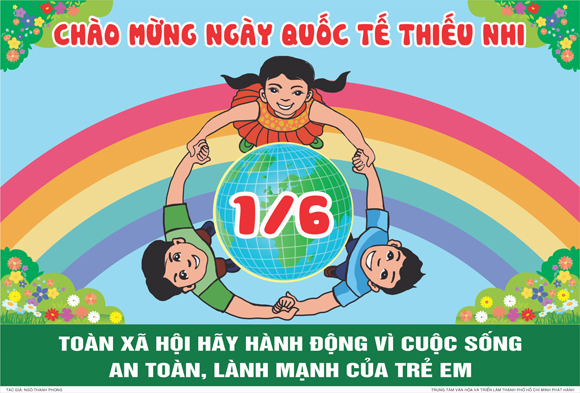 CHÀO MỪNG NGÀY QUỐC TẾ THIẾU NHI
1/6
TOÀN XÃ HỘI HÃY HÀNH ĐỘNG VÌ CUỘC SỐNG
AN TOÀN, LÀNH MẠNH CỦA TRẺ EM
TÁC GIẢ: NGÔ THANH PHONG
TRUNG TÂM VĂN HÓA VÀ TRIỂN LÃM THÀNH PHỐ HỒ CHÍ MINH PHÁT HÀNH